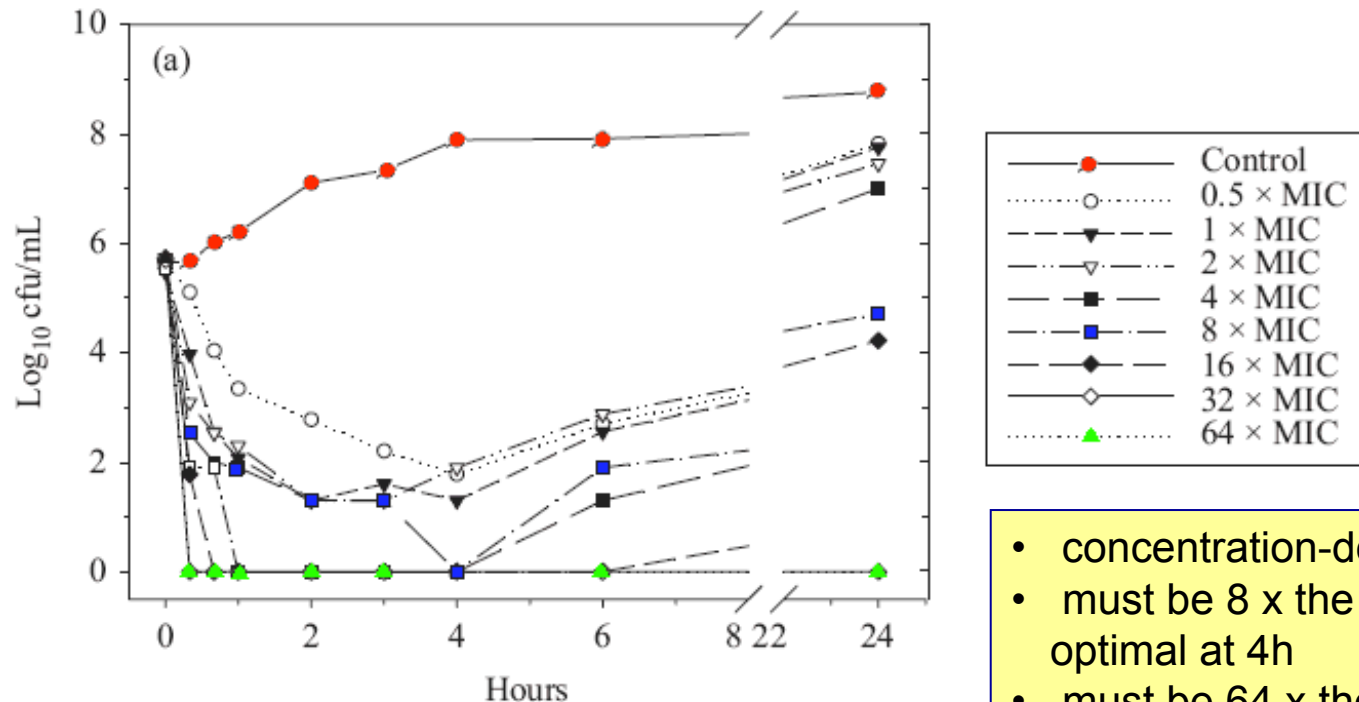 (a)
10
8
6
4
2
0
Log10 cfu/mL
0 2 4 6 8 22 24
Hours
Control
0.5 × MIC
1 × MIC
2 × MIC
4 × MIC
8 × MIC
16 × MIC
32 × MIC
64 × MIC
• must be 8 x the
optimal at 4h